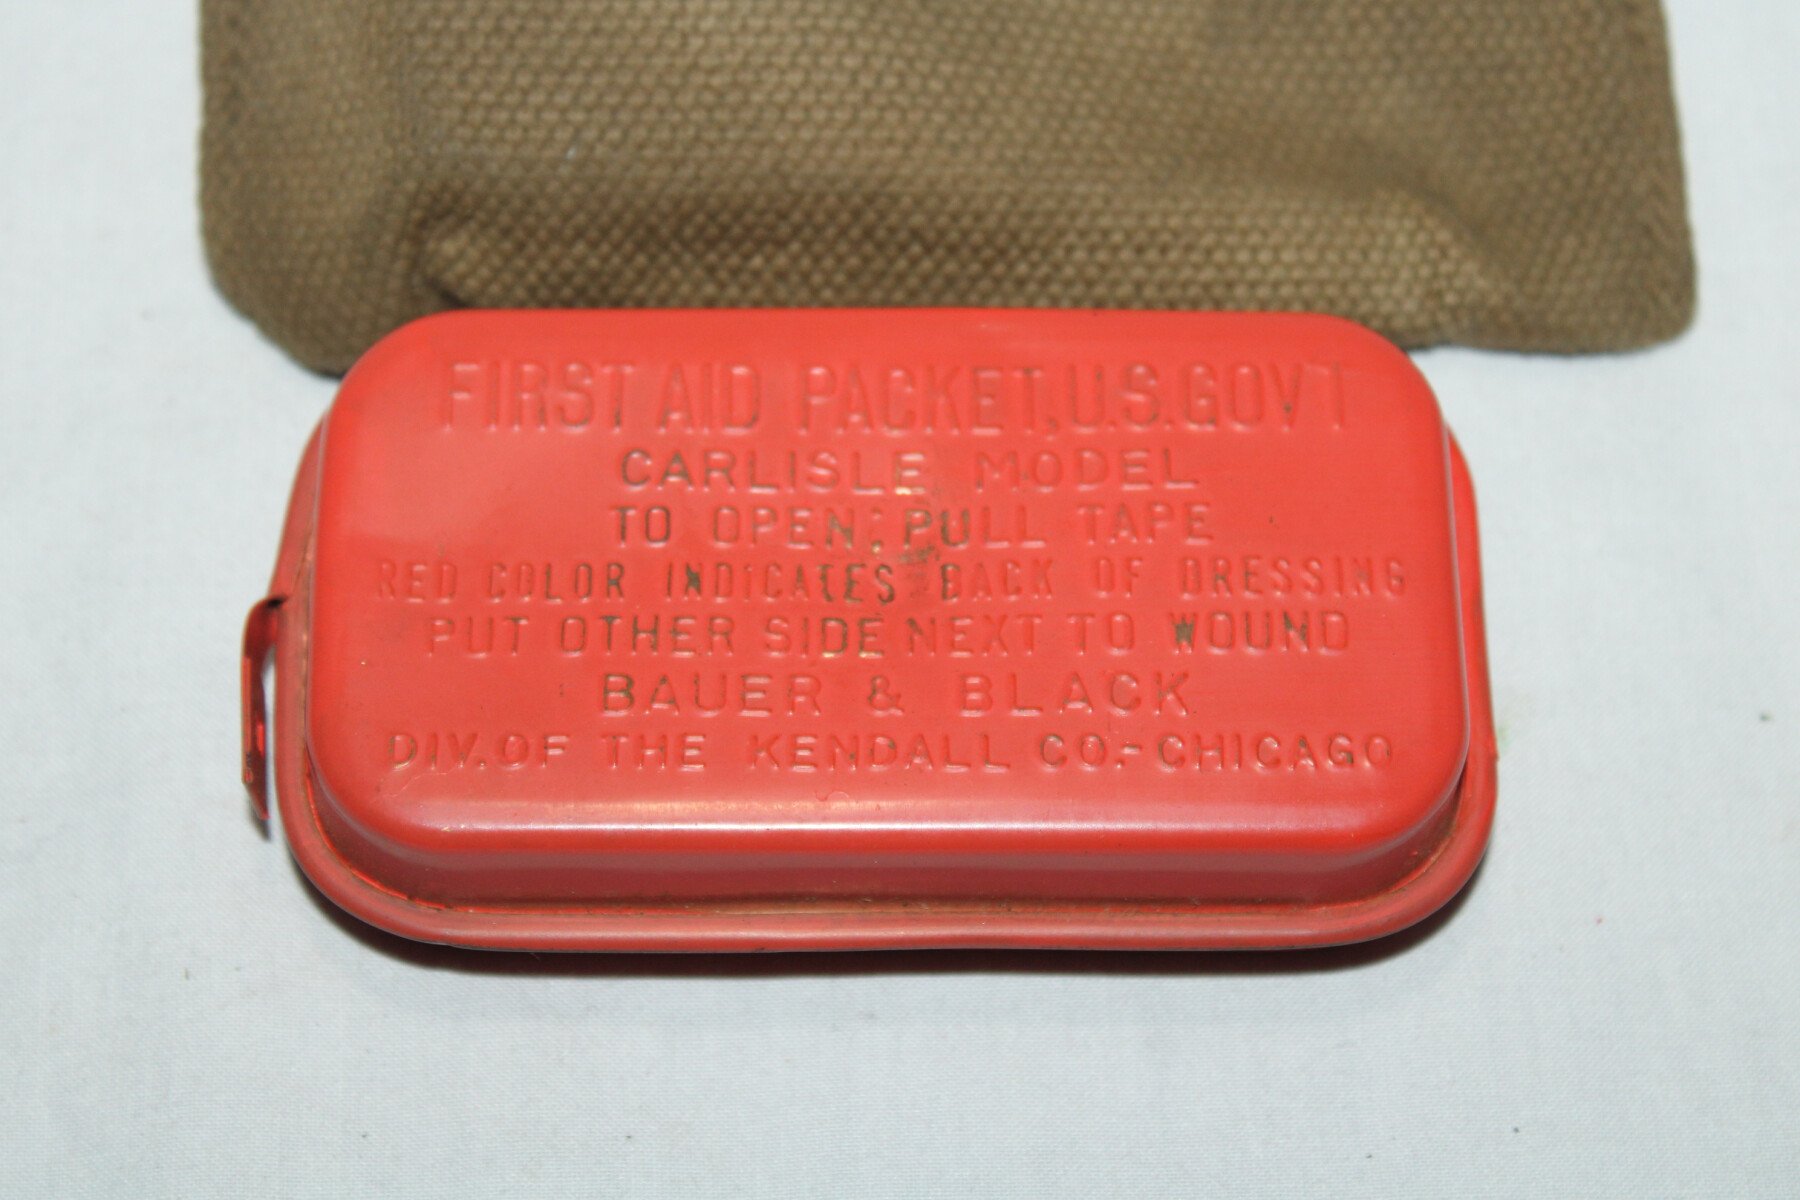 FIRST AID PACKET, U.S. GOV'T
CARLISLE MODEL
TO OPEN; PULL TAPE
RED COLOR INDICATES BACK OF DRESSING
PUT OTHER SIDE NEXT TO WOUND
BAUER & BLACK
DIV. OF THE KENDALL CO.-CHICAGO